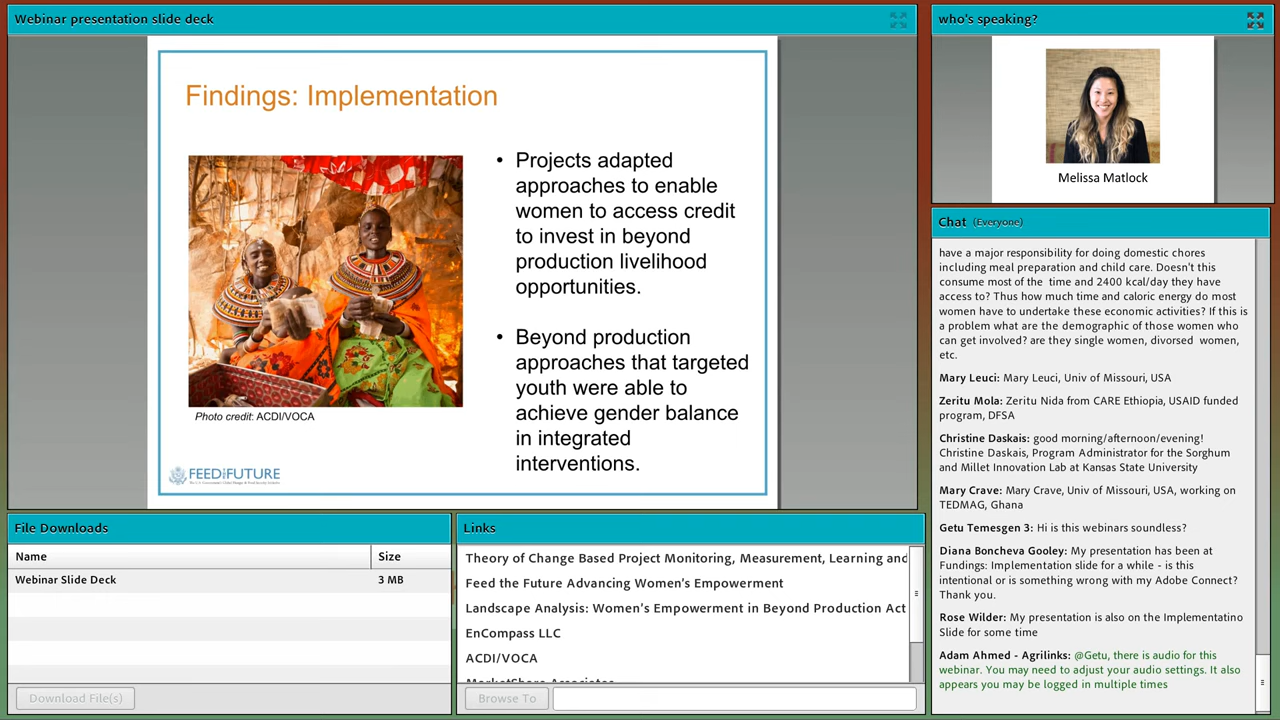 Webinar presentation slide deck
Findings: Implementation
• Projects adapted
approaches to enable
women to access credit
to invest in beyond
production livelihood
opportunities.
• Beyond production
approaches that targeted
youth were able to
achieve gender balance
in integrated
interventions.
Photo credit: ACDI/VOCA
FEED THE FUTURE
who's speaking?
Melissa Matlock
Chat (Everyone)
have a major responsibility for doing domestic chores
including meal preparation and child care. Doesn't this
consume most of the time and 2400 kcal/day they have
access to? Thus how much time and caloric energy do most
women have to undertake these economic activities? If this is
a problem what are the demographic of those women who
can get involved? are they single women, divorsed women,
etc.
Mary Leuci: Mary Leuci, Univ of Missouri, USA
Zeritu Mola: Zeritu Nida from CARE Ethiopia, USAID funded
program, DFSA
Christine Daskais: good morning/afternoon/evening!
Christine Daskais, Program Administrator for the Sorghum
and Millet Innovation Lab at Kansas State University
Mary Crave: Mary Crave, Univ of Missouri, USA, working on
TEDMAG, Ghana
Getu Temesgen 3: Hi is this webinars soundless?
Diana Boncheva Gooley: My presentation has been at
Fundings: Implementation slide for a while - is this
intentional or is something wrong with my Adobe Connect?
Thank you.
Rose Wilder: My presentation is also on the Implementatino
Slide for some time
Adam Ahmed - Agrilinks: @Getu, there is audio for this
webinar. You may need to adjust your audio settings. It also
appears you may be logged in multiple times
File Downloads
Name Size
Webinar Slide Deck 3 MB
Download File(s)
Links
Theory of Change Based Project Monitoring, Measurement, Learning and
Feed the Future Advancing Women's Empowerment
Landscape Analysis: Women's Empowerment in Beyond Production Act
EnCompass LLC
ACDI/VOCA
MarketShare Associates
Browse To